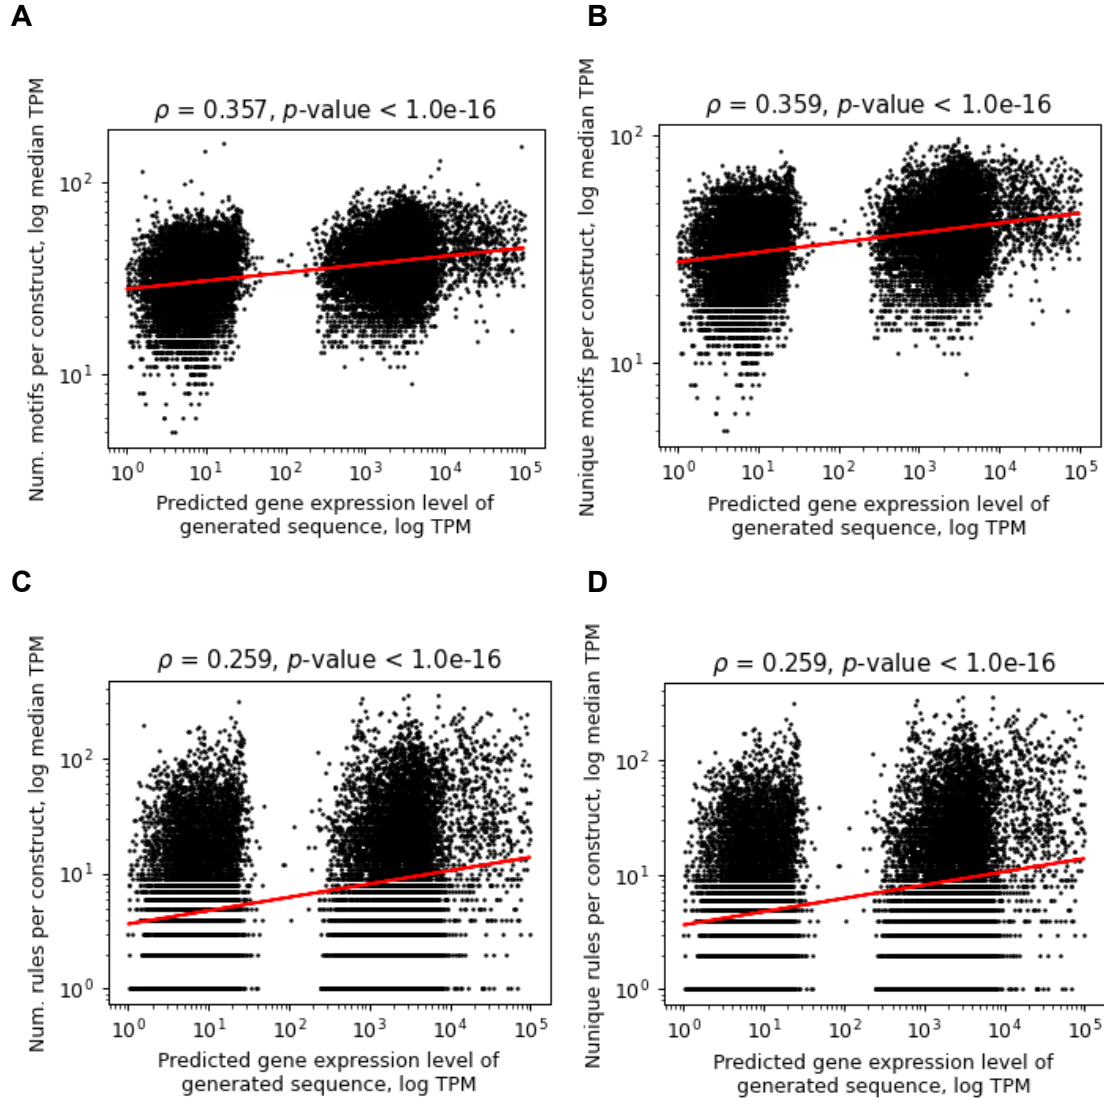 A
B
ρ = 0.357, p-value < 1.0e-16
ρ = 0.359, p-value < 1.0e-16
Num. motifs per construct, log median TPM
10²
10¹
10⁰ 10¹ 10² 10³ 10⁴ 10⁵
Predicted gene expression level of
generated sequence, log TPM
Nunique motifs per construct, log median TPM
10²
10¹
10⁰ 10¹ 10² 10³ 10⁴ 10⁵
Predicted gene expression level of
generated sequence, log TPM
C
D
ρ = 0.259, p-value < 1.0e-16
ρ = 0.259, p-value < 1.0e-16
Num. rules per construct, log median TPM
10²
10¹
10⁰
10⁰ 10¹ 10² 10³ 10⁴ 10⁵
Predicted gene expression level of
generated sequence, log TPM
Nunique rules per construct, log median TPM
10²
10¹
10⁰
10⁰ 10¹ 10² 10³ 10⁴ 10⁵
Predicted gene expression level of
generated sequence, log TPM